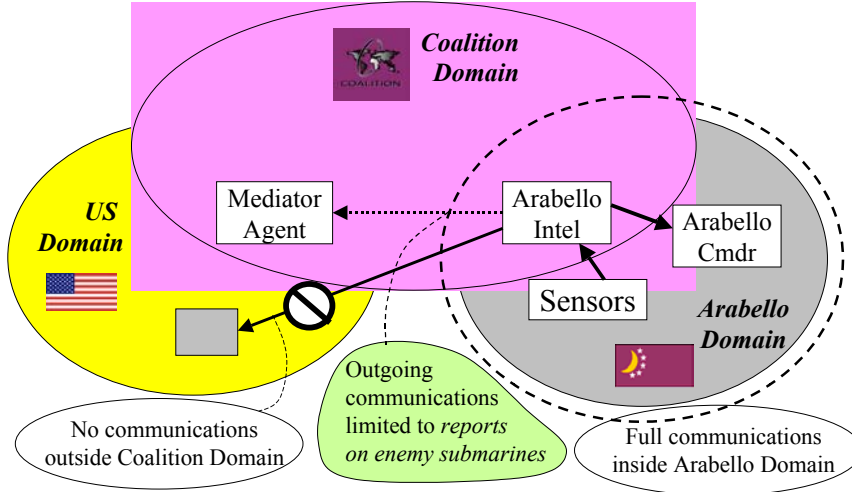 Coalition
Domain
COALITION
US
Domain
Mediator
Agent
Arabello
Intel
Arabello
Cmdr
Sensors
Arabello
Domain
Outgoing
communications
limited to reports
on enemy submarines
No communications
outside Coalition Domain
Full communications
inside Arabello Domain